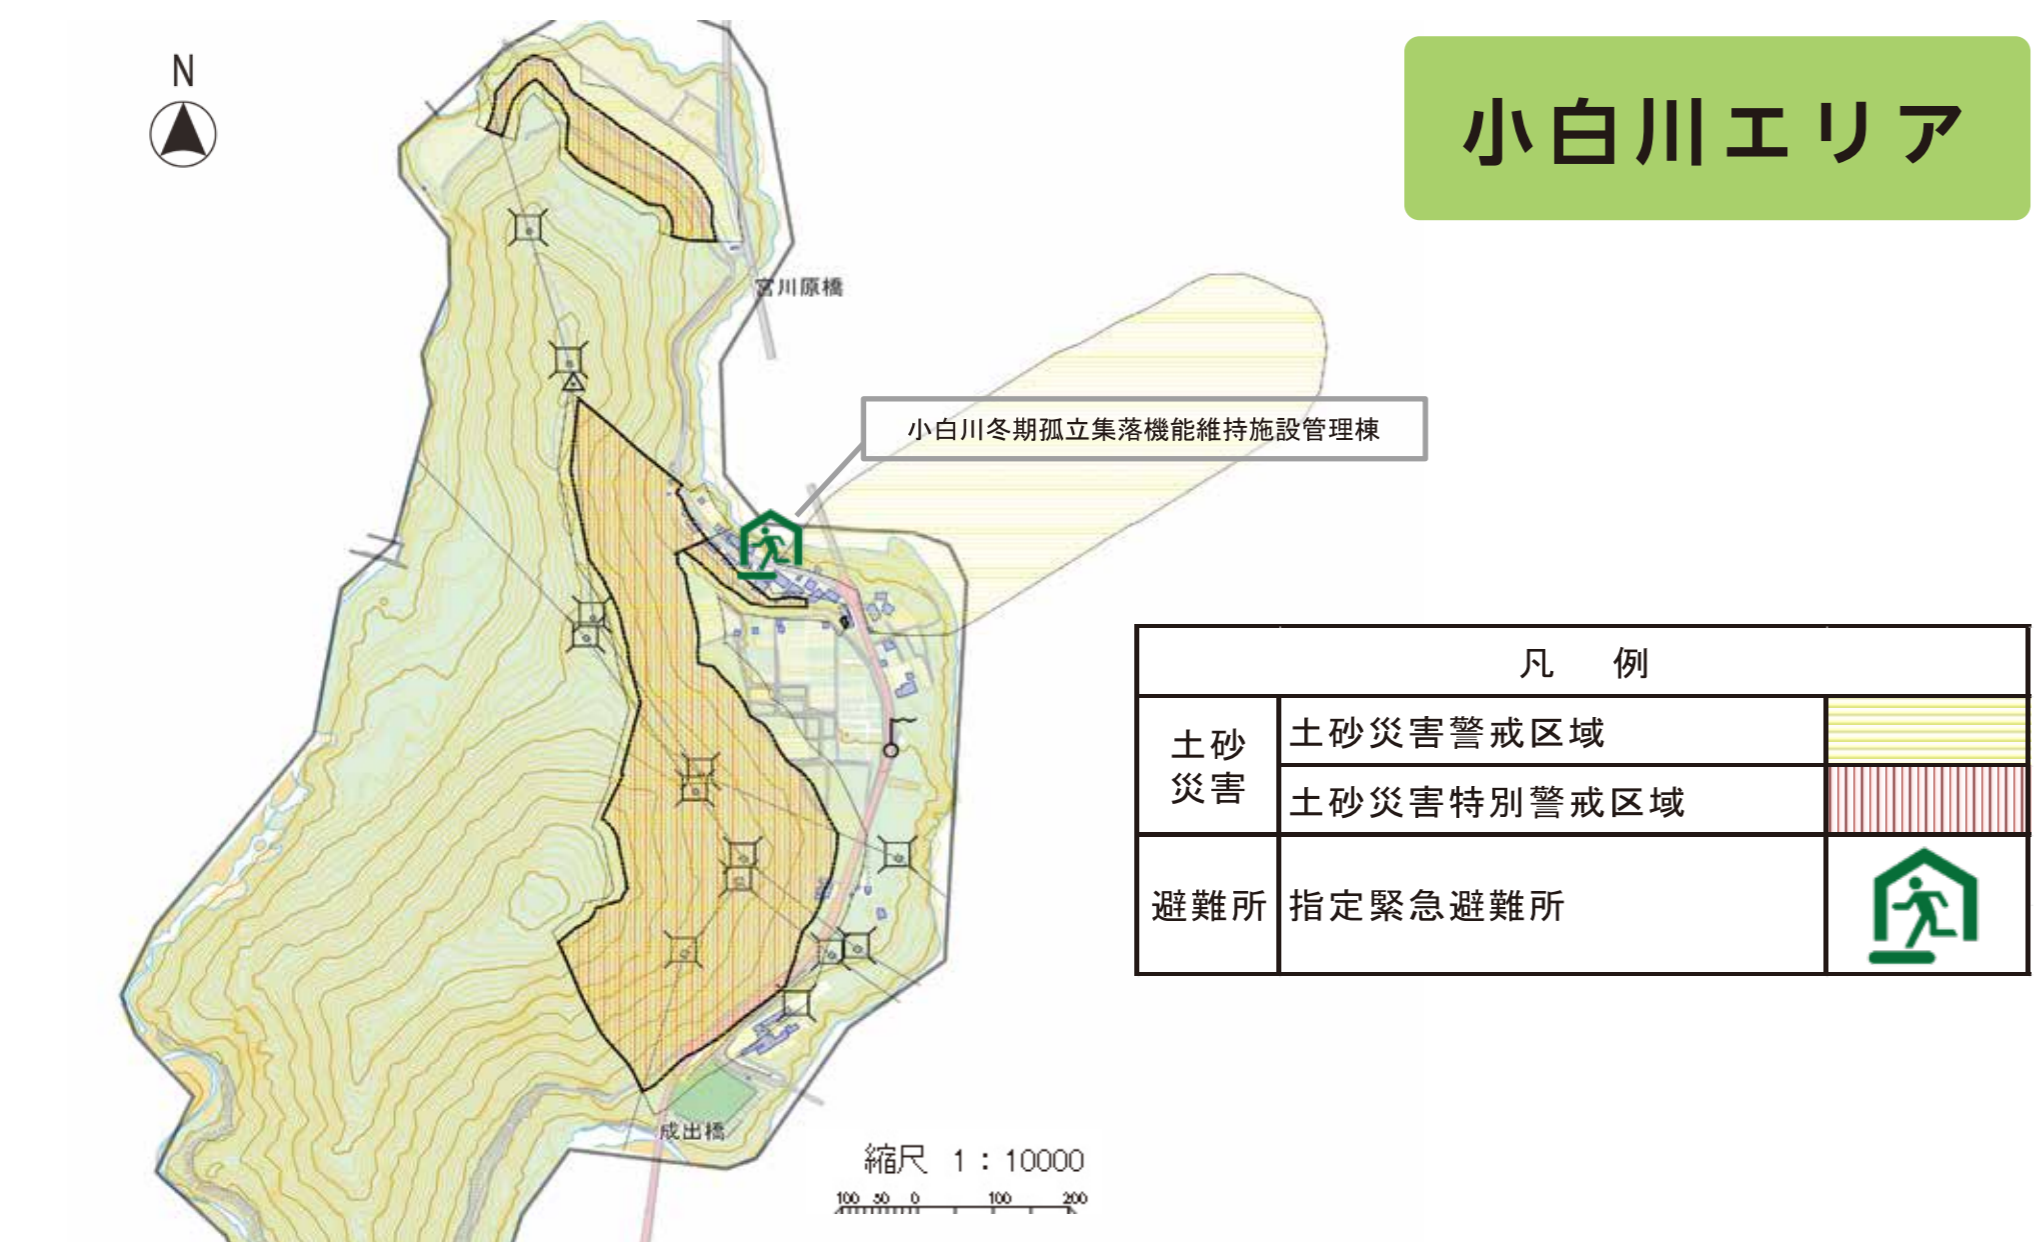 N
小白川エリア
宮川原橋
小白川冬期孤立集落機能維持施設管理棟
凡 例
土砂
災害
土砂災害警戒区域
土砂災害特別警戒区域
避難所
指定緊急避難所
成出橋
縮尺 1：10000
100 50 0 100 200